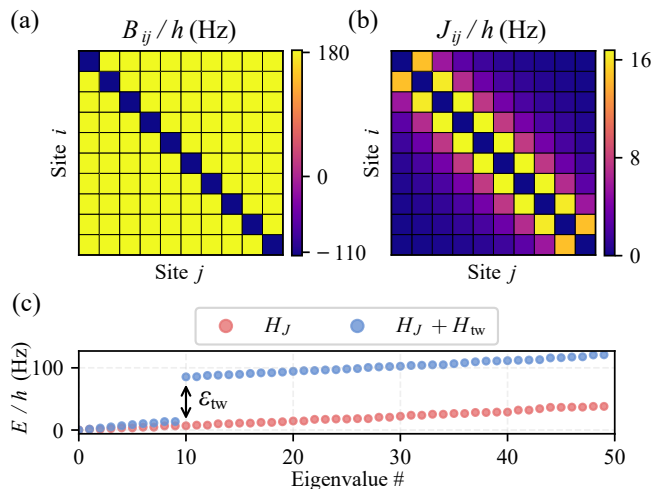 (a) B_ij / h (Hz)
Site i
Site j
180
0
−110
(b) J_ij / h (Hz)
Site i
Site j
16
8
0
(c)
H_J H_J + H_tw
E / h (Hz)
100
0
ε_tw
0 10 20 30 40 50
Eigenvalue #